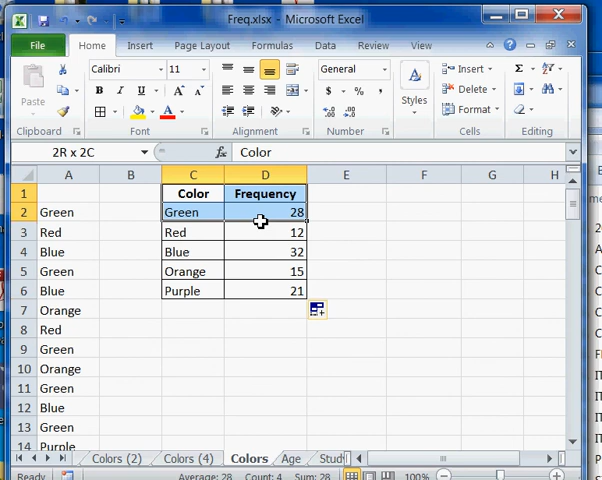 Freq.xlsx - Microsoft Excel
File Home Insert Page Layout Formulas Data Review View
Calibri 11 General Insert Σ
Paste B I U A A $ % , Styles Delete
A Format
Clipboard Font Alignment Number Cells Editing
2R x 2C fx Color
A B C D E F G H
1 Color Frequency
2 Green Green 28
3 Red Red 12
4 Blue Blue 32
5 Green Orange 15
6 Blue Purple 21
7 Orange
8 Red
9 Green
10 Orange
11 Green
12 Blue
13 Green
14 Purple
Colors (2) Colors (4) Colors Age Stud
Ready Average: 28 Count: 4 Sum: 28 100%